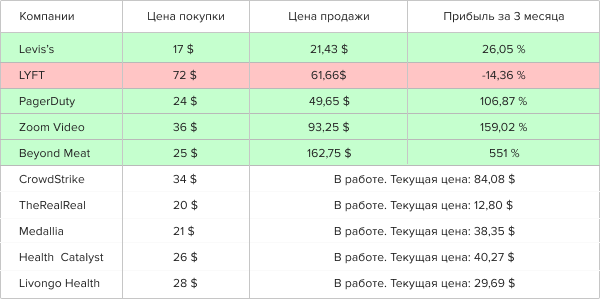 Компании Цена покупки Цена продажи Прибыль за 3 месяца
Levis's 17 $ 21,43 $ 26,05 %
LYFT 72 $ 61,66$ -14,36 %
PagerDuty 24 $ 49,65 $ 106,87 %
Zoom Video 36 $ 93,25 $ 159,02 %
Beyond Meat 25 $ 162,75 $ 551 %
CrowdStrike 34 $ В работе. Текущая цена: 84,08 $
TheRealReal 20 $ В работе. Текущая цена: 12,80 $
Medallia 21 $ В работе. Текущая цена: 38,35 $
Health Catalyst 26 $ В работе. Текущая цена: 40,27 $
Livongo Health 28 $ В работе. Текущая цена: 29,69 $